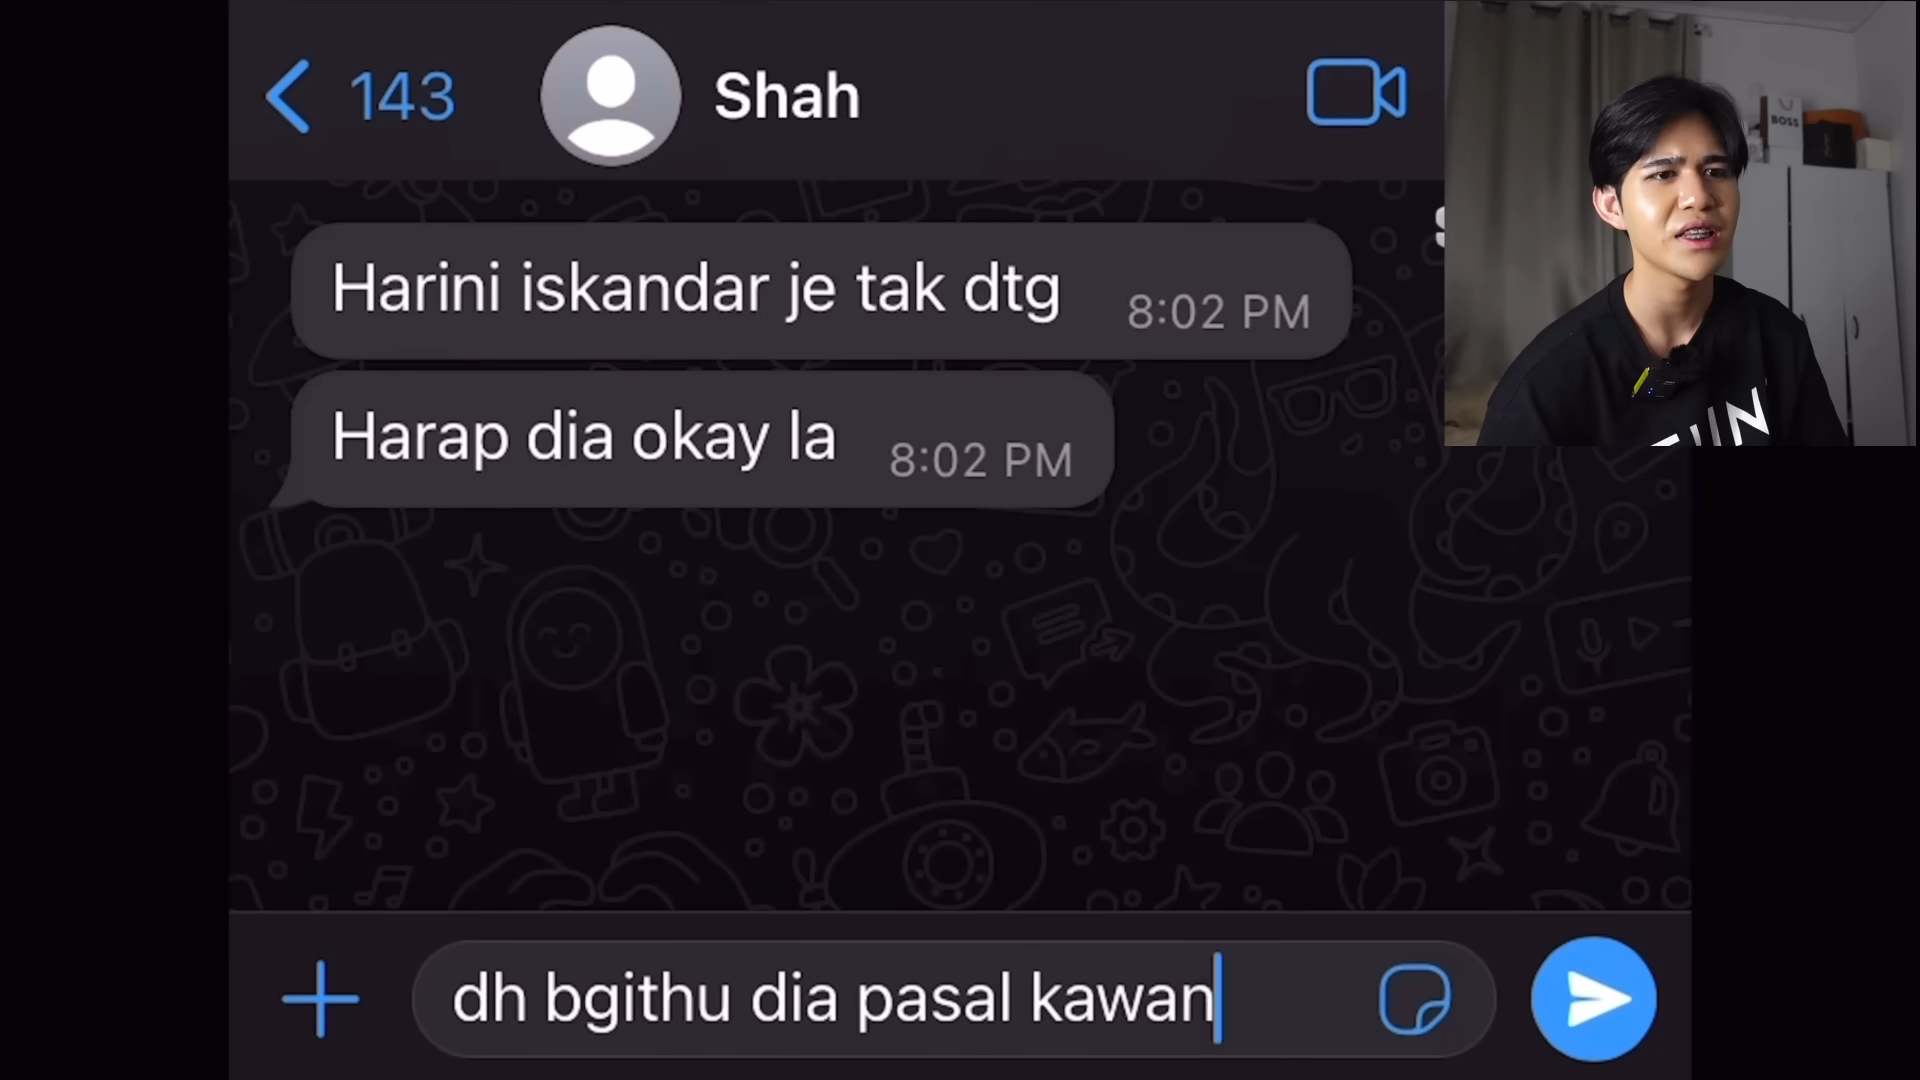 143
Shah
Harini iskandar je tak dtg
8:02 PM
Harap dia okay la
8:02 PM
dh bgithu dia pasal kawan
BOSS